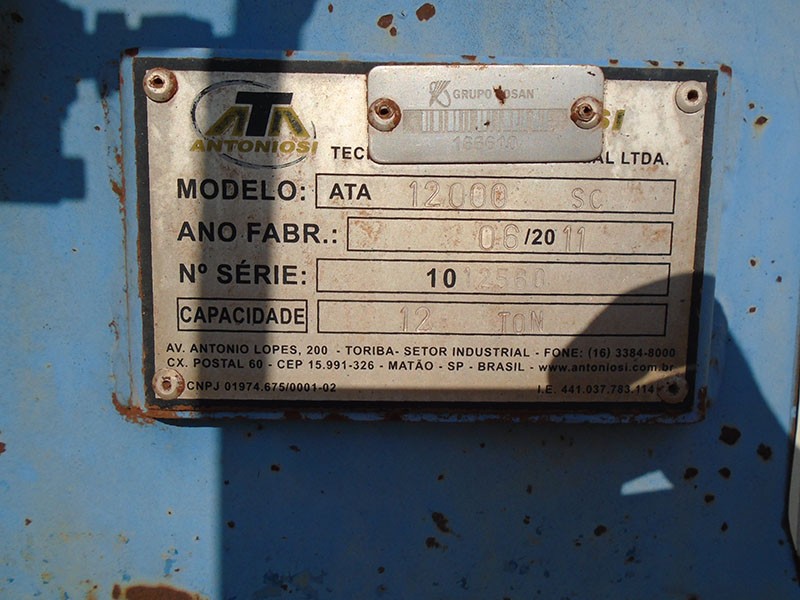 ATA
ANTONIOSI
GRUPO COSAN
LTDA.
MODELO: ATA 12000 SC
ANO FABR.: 06/2011
Nº SÉRIE: 1012560
CAPACIDADE 12 TON
AV. ANTONIO LOPES, 200 - TORIBA- SETOR INDUSTRIAL - FONE: (16) 3384-8000
CX. POSTAL 60 - CEP 15.991-326 - MATÃO - SP - BRASIL - www.antoniosi.com.br
CNPJ 01974.675/0001-02 I.E. 441.037.783.114